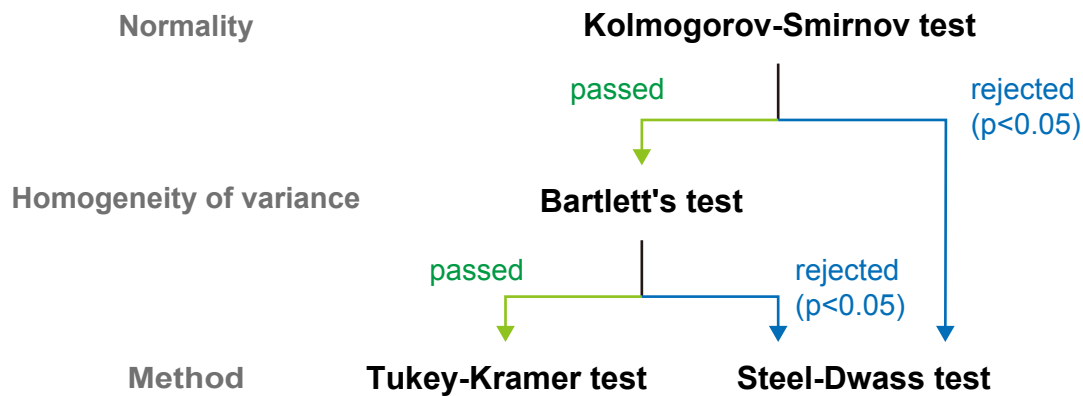 Normality
Kolmogorov-Smirnov test
passed
rejected
(p<0.05)
Homogeneity of variance
Bartlett's test
passed
rejected
(p<0.05)
Method
Tukey-Kramer test
Steel-Dwass test